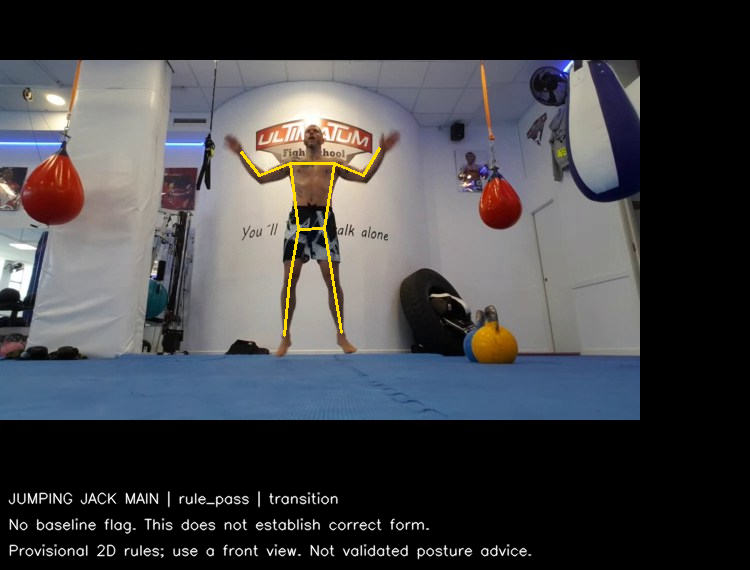 ULTIMATUM
Fight School
You ´ll alk alone
JUMPING JACK MAIN | rule_pass | transition
No baseline flag. This does not establish correct form.
Provisional 2D rules; use a front view. Not validated posture advice.